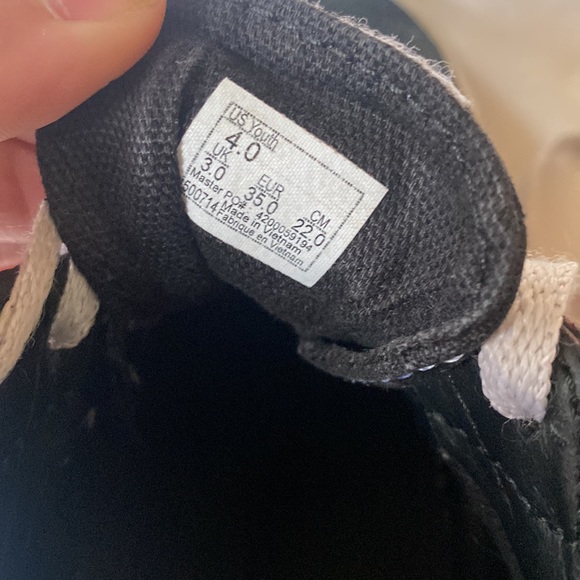 US Youth
4.0
UK EUR CM
3.0 35.0 22.0
Master PO# 4200059194
Made in Vietnam
500714 Fabrique en Vietnam